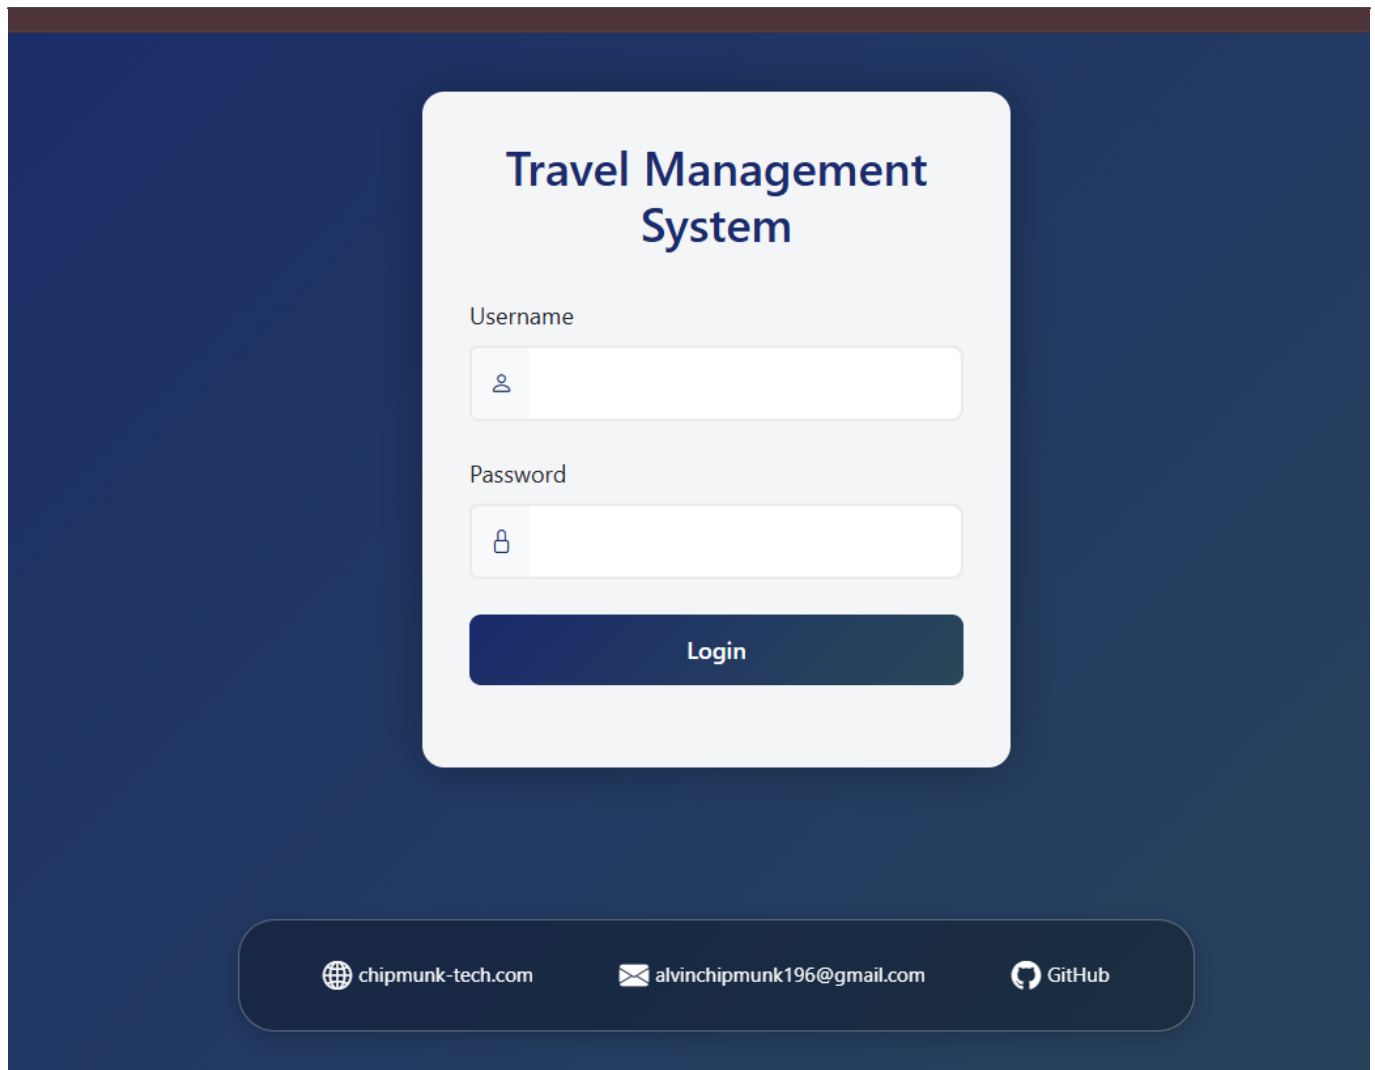 Travel Management
System
Username
Password
Login
chipmunk-tech.com
alvinchipmunk196@gmail.com
GitHub